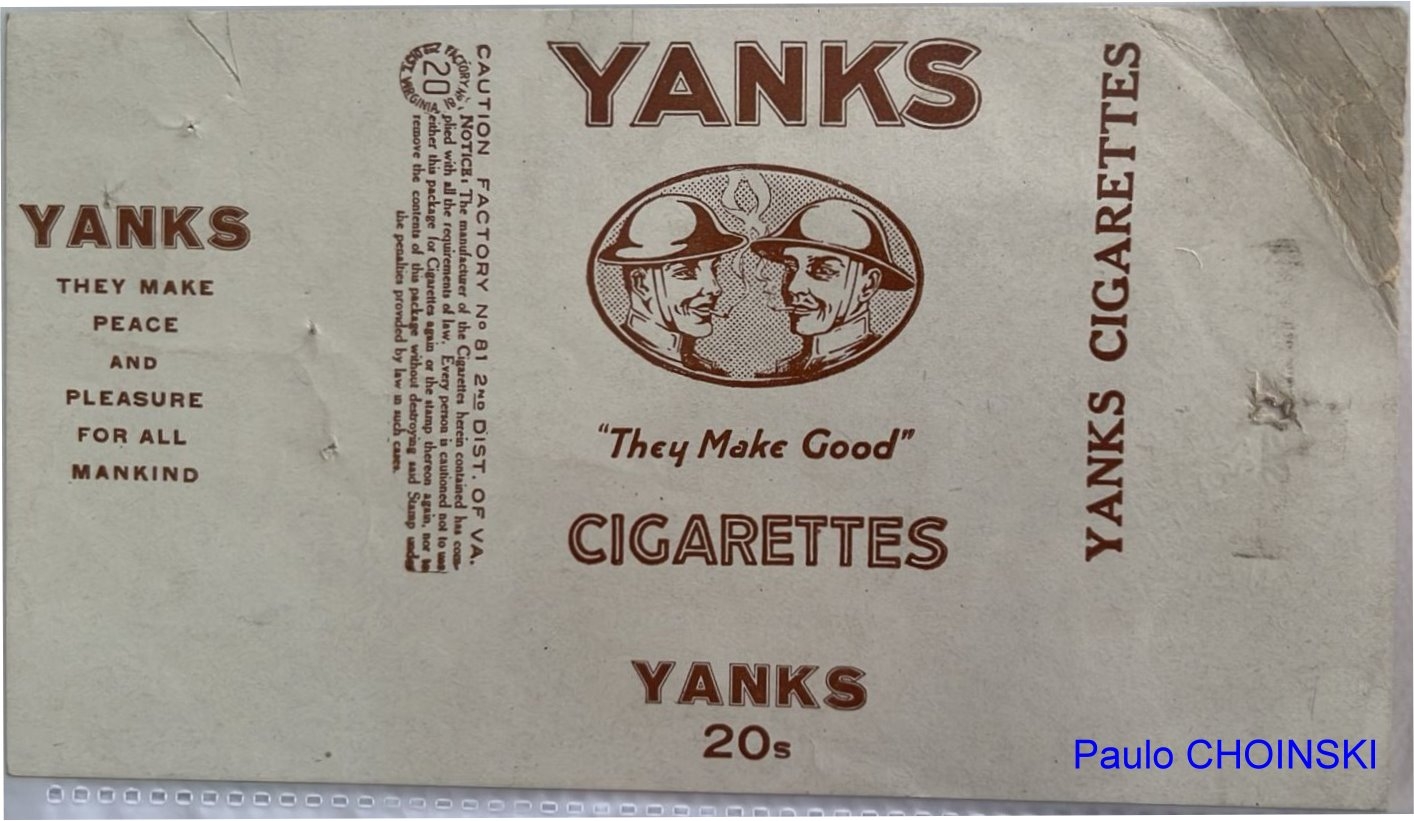 YANKS
THEY MAKE
PEACE
AND
PLEASURE
FOR ALL
MANKIND
CAUTION FACTORY No 81 2ND DIST. OF VA.
NOTICE: The manufacturer of the Cigarettes herein contained has com-
plied with all the requirements of law. Every person is cautioned not to use
either this package for Cigarettes again or the stamp thereon again, nor to
remove the contents of this package without destroying said Stamp under
the penalties provided by law in such cases.
FACTORY
20
VIRGINIA
YANKS
"They Make Good"
CIGARETTES
YANKS
20s
YANKS CIGARETTES
Paulo CHOINSKI